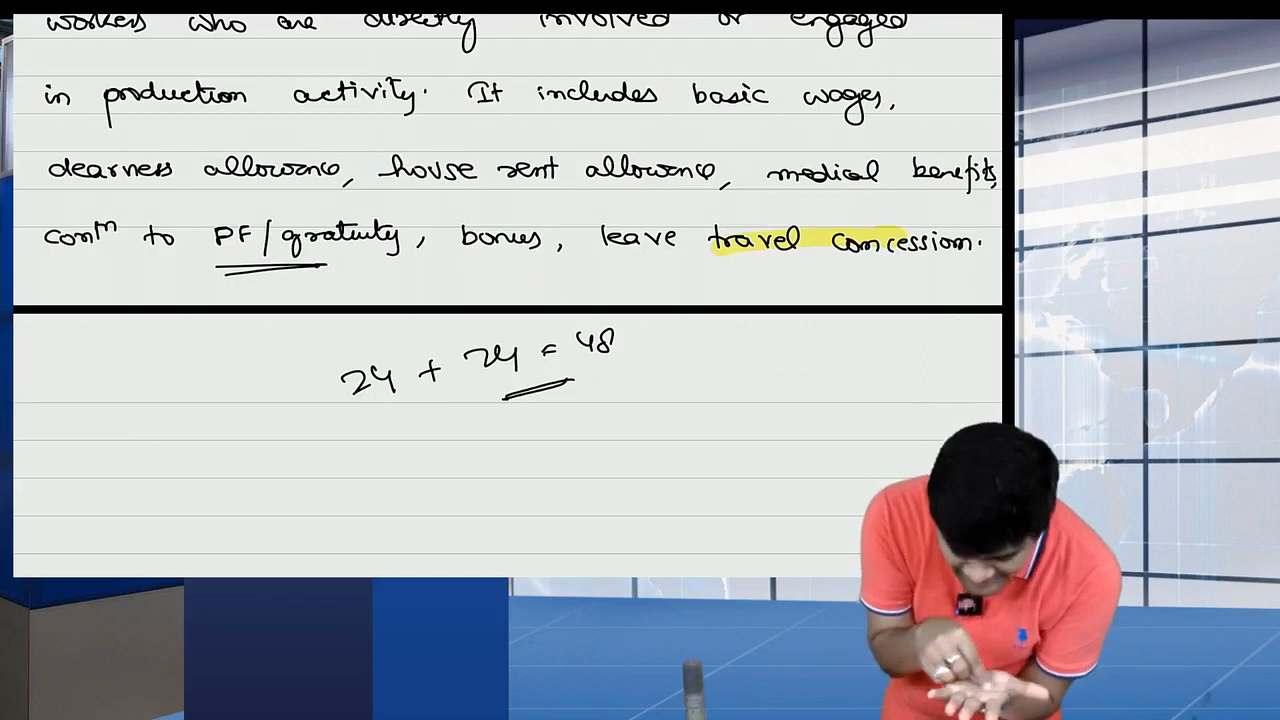 workers who are directly involved or engaged
in production activity. It includes basic wages,
dearness allowance, house rent allowance, medical benefits,
conⁿ to PF/gratuity, bonus, leave travel concession.
24 + 24 = 48